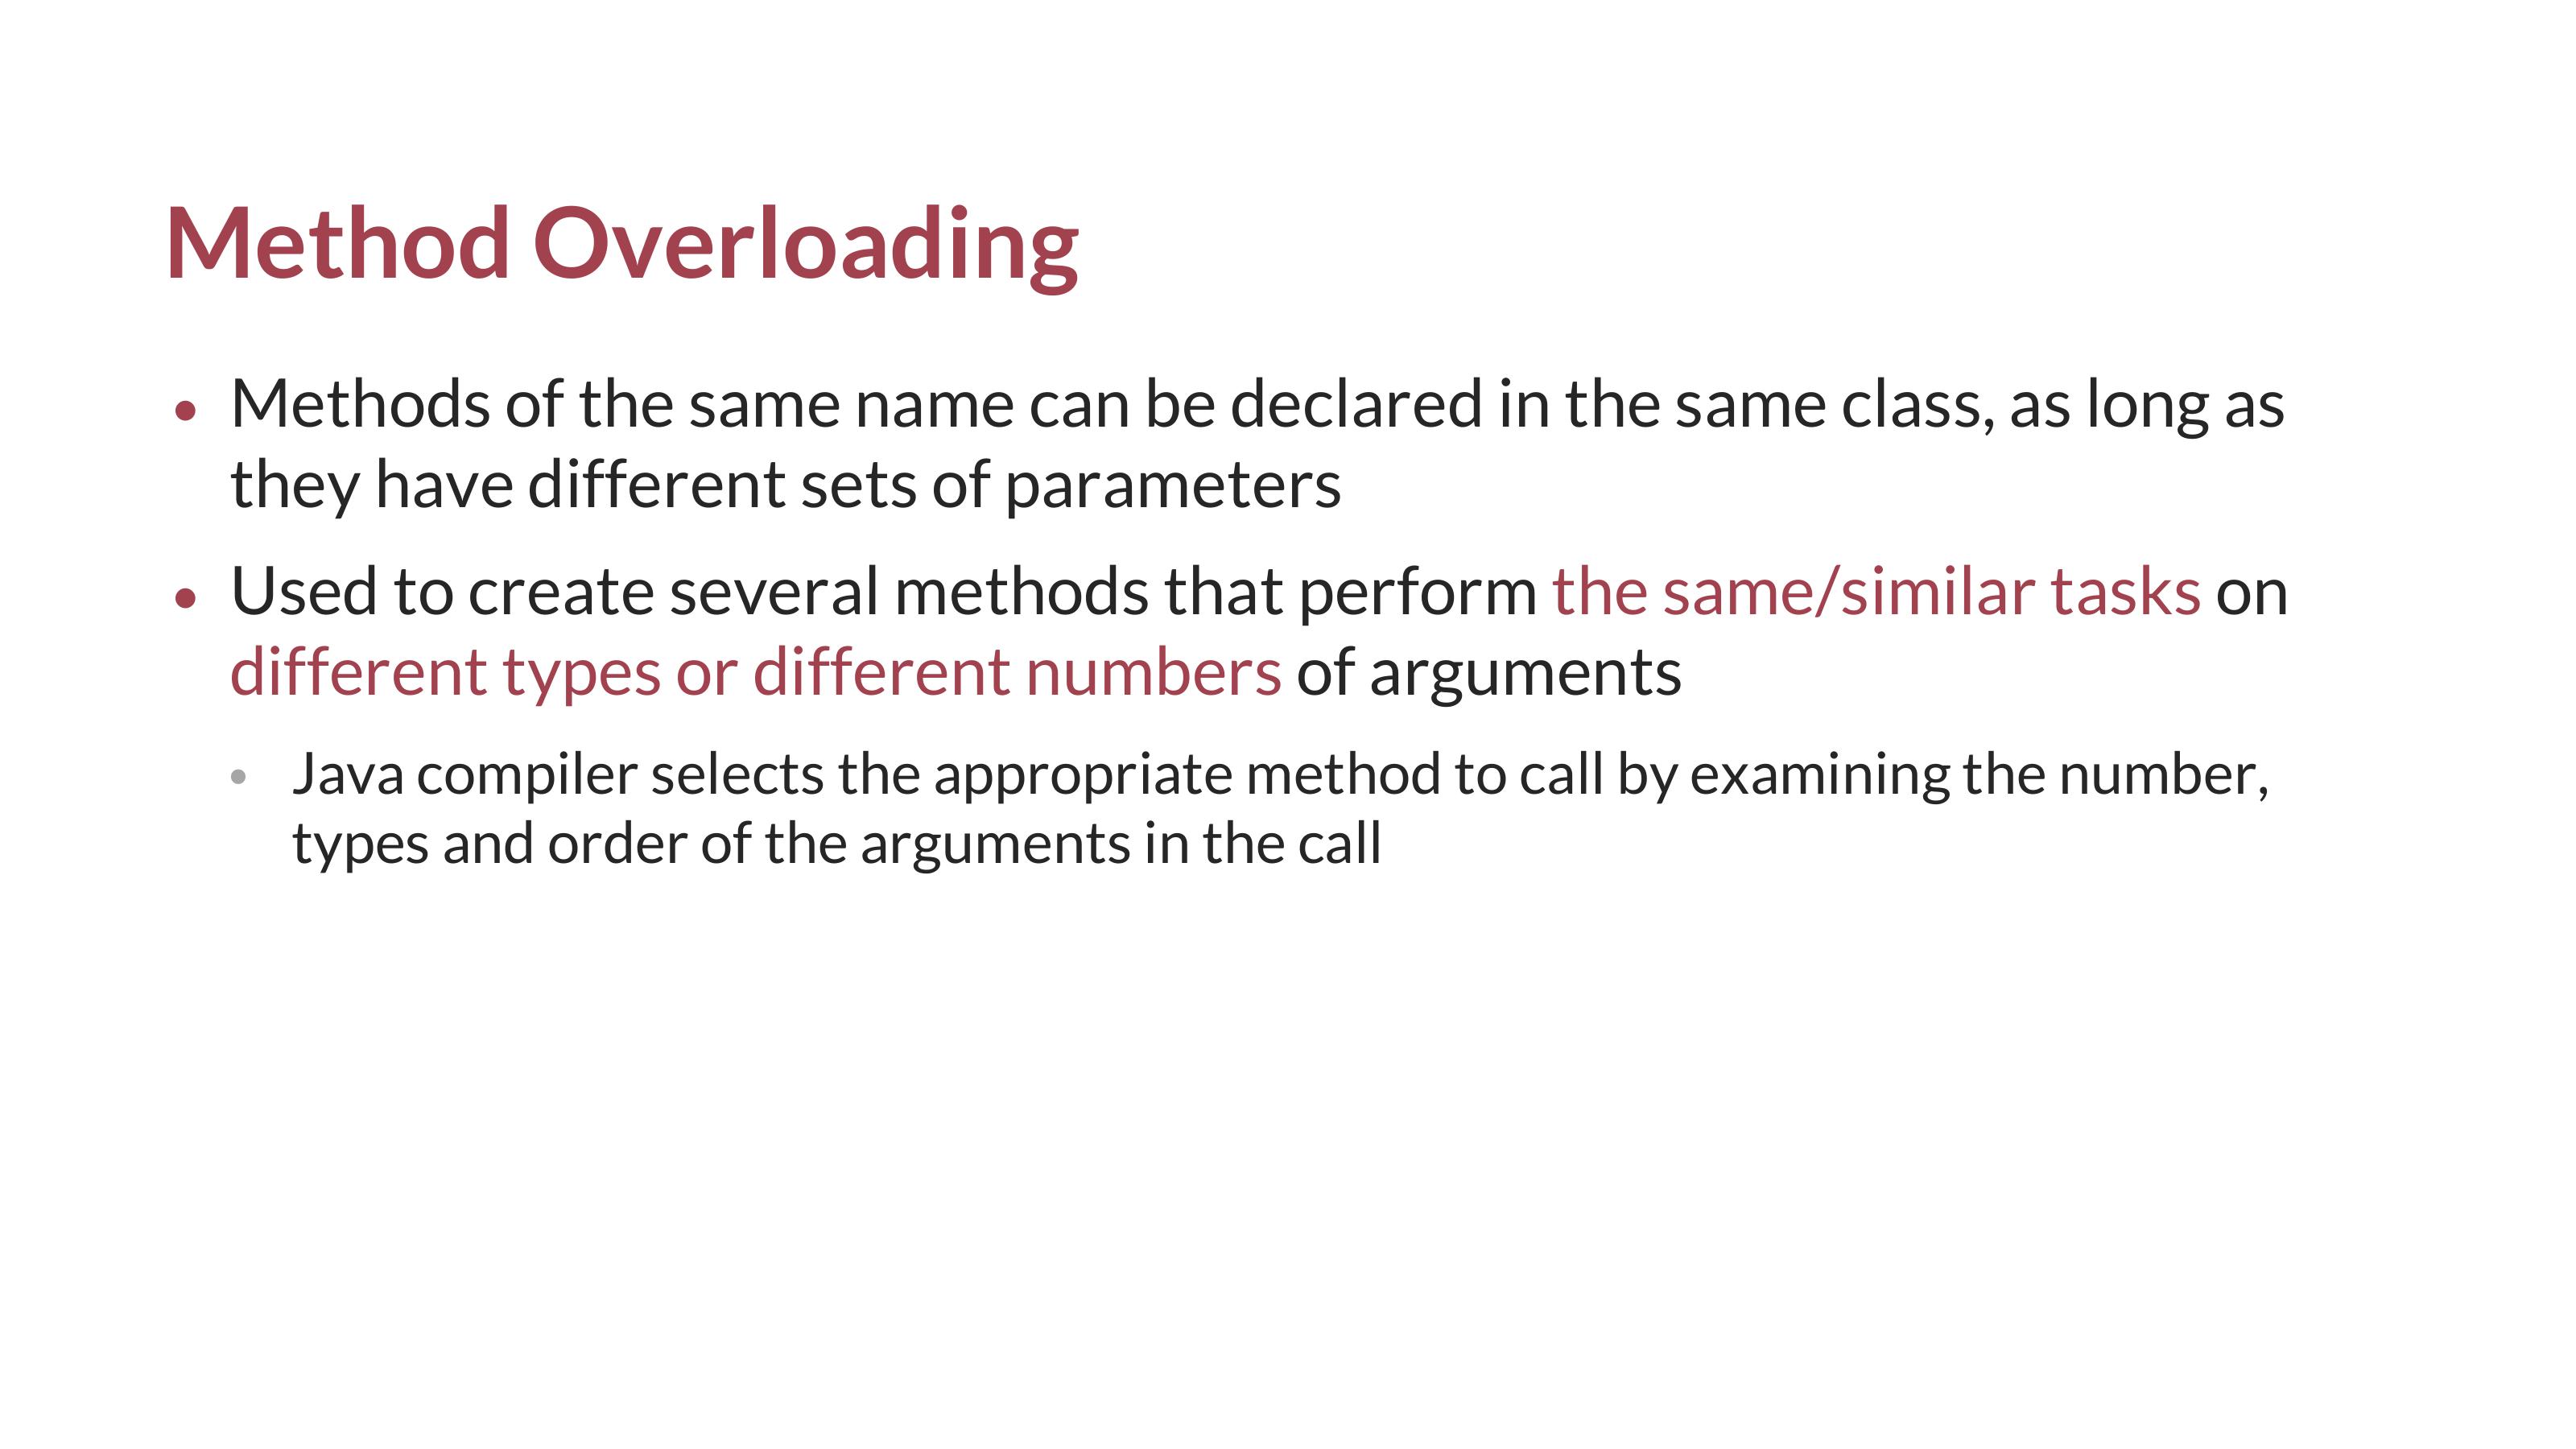 Method Overloading
• Methods of the same name can be declared in the same class, as long as
they have different sets of parameters
• Used to create several methods that perform the same/similar tasks on
different types or different numbers of arguments
• Java compiler selects the appropriate method to call by examining the number,
types and order of the arguments in the call